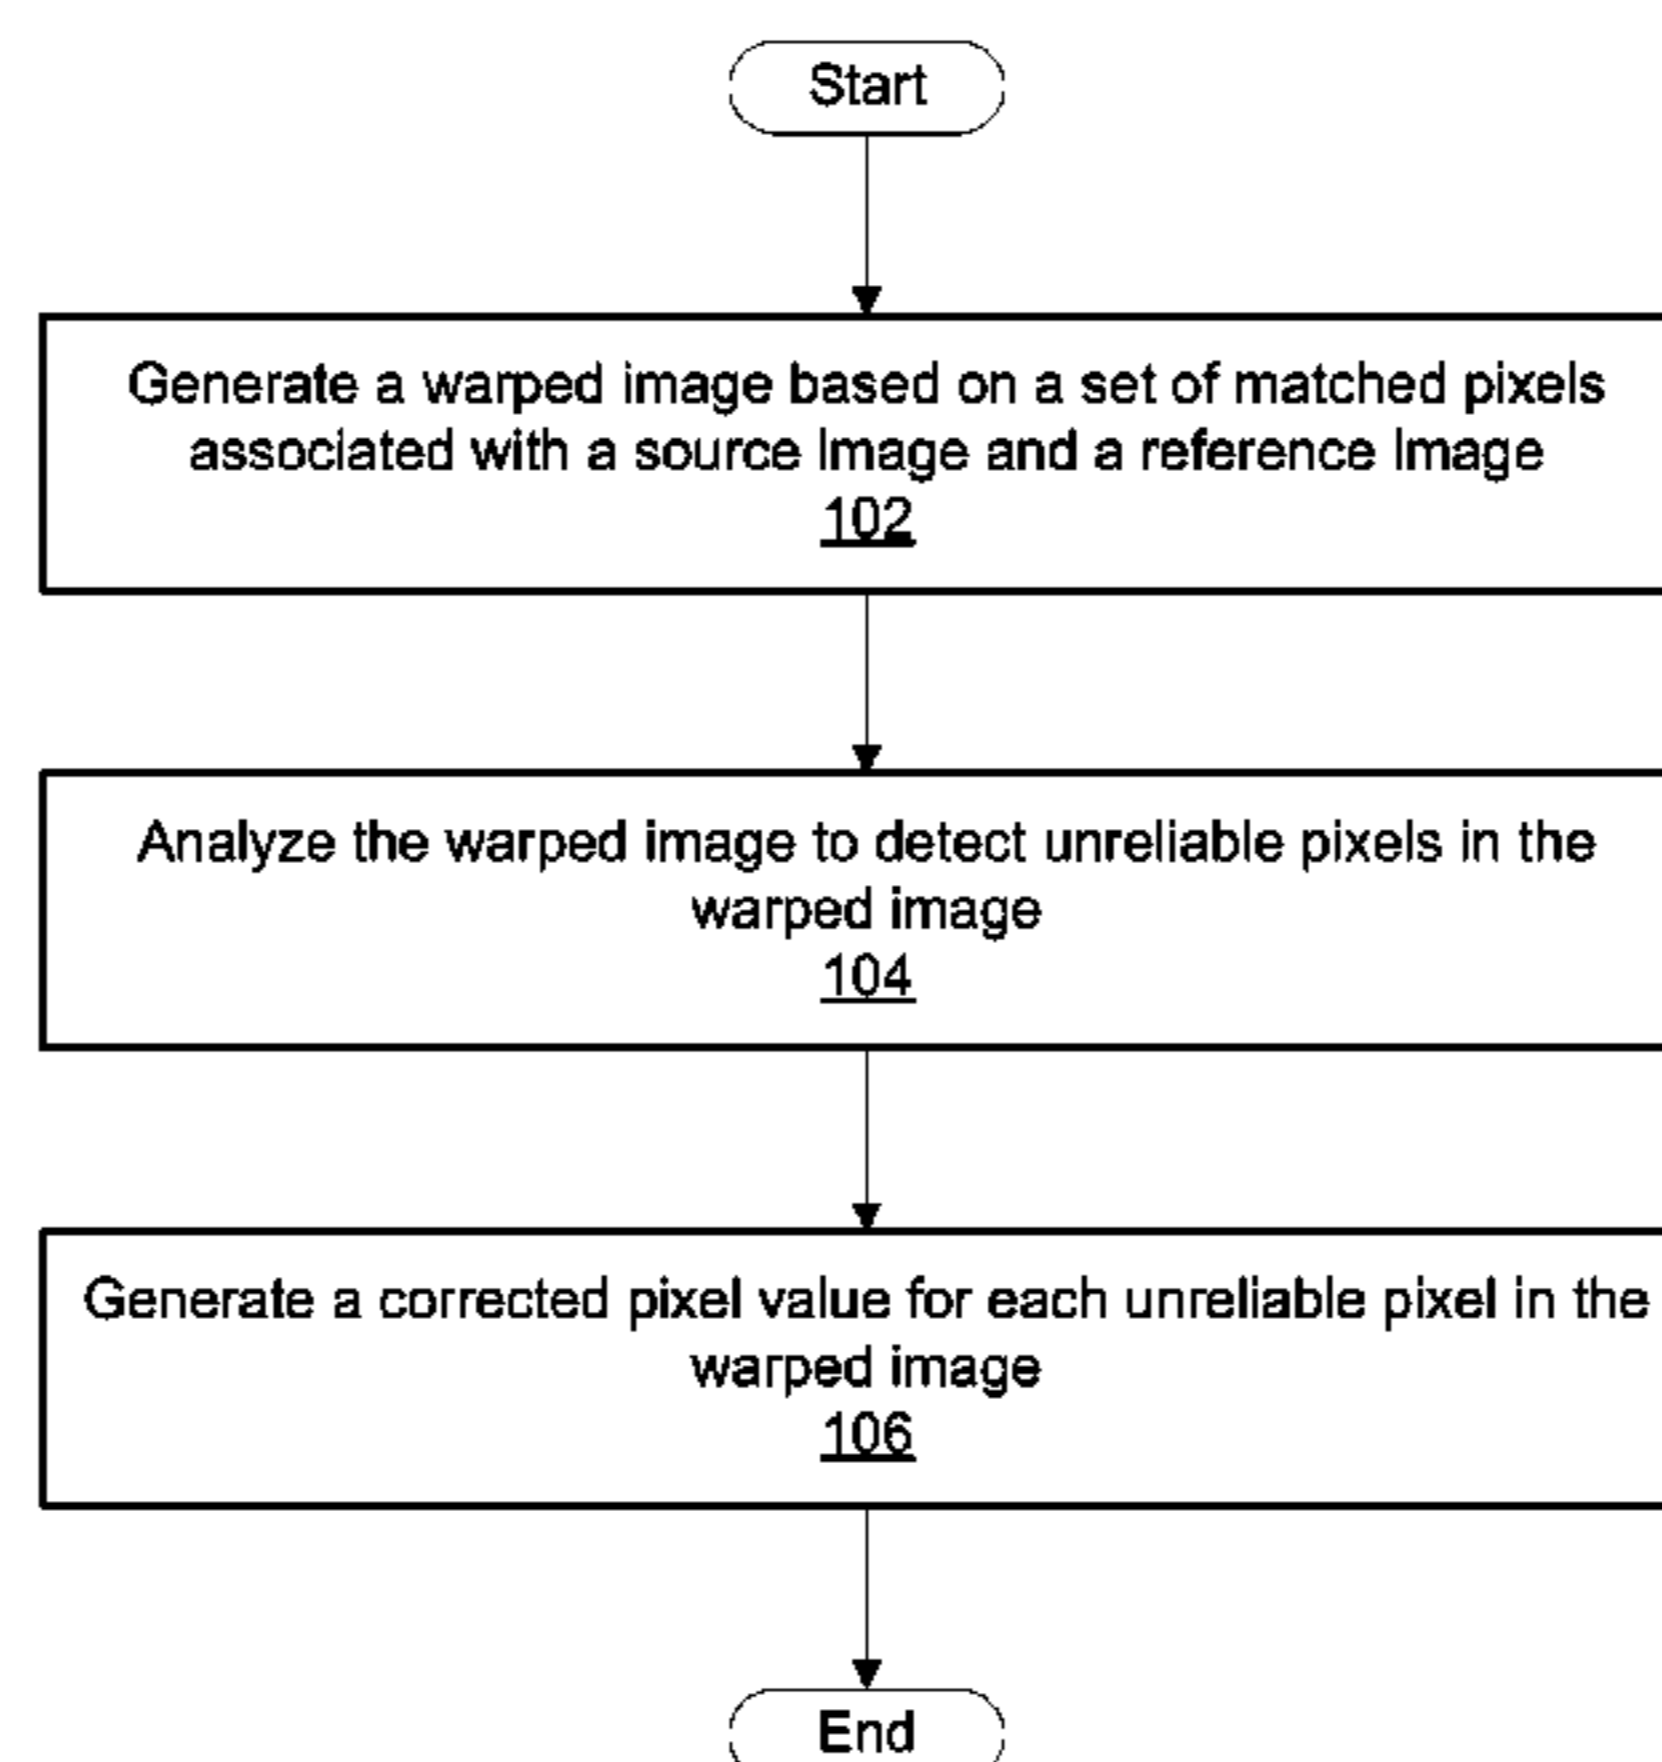 Start
Generate a warped image based on a set of matched pixels
associated with a source image and a reference image
102
Analyze the warped image to detect unreliable pixels in the
warped image
104
Generate a corrected pixel value for each unreliable pixel in the
warped image
106
End